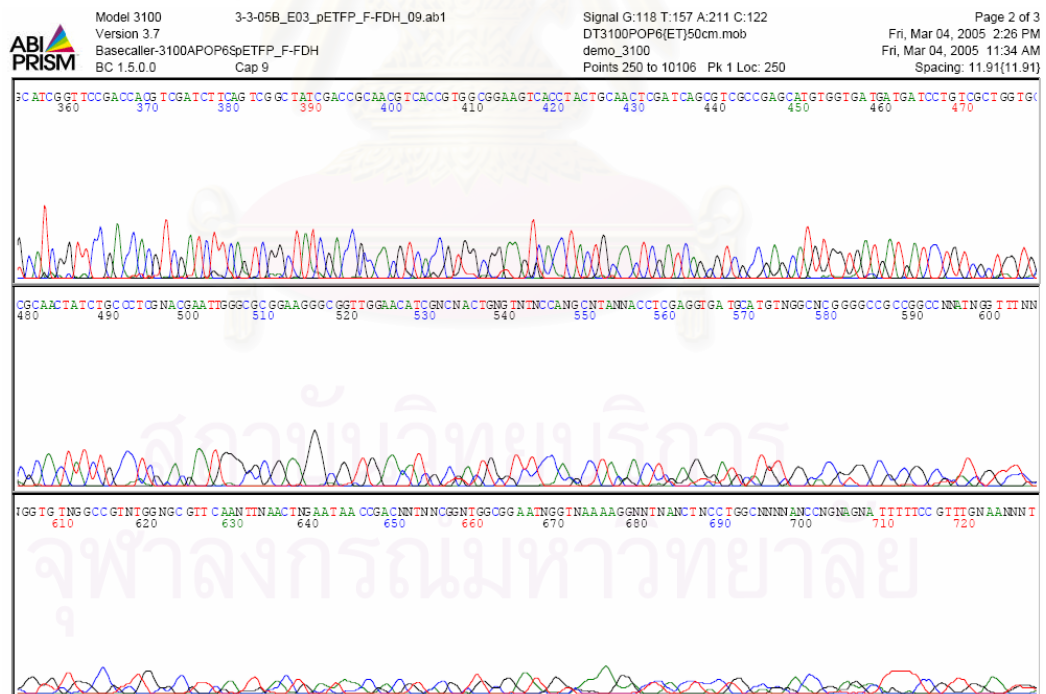 ABI PRISM
Model 3100
Version 3.7
Basecaller-3100APOP6SpETFP_F-FDH
BC 1.5.0.0
3-3-05B_E03_pETFP_F-FDH_09.ab1
Cap 9
Signal G:118 T:157 A:211 C:122
DT3100POP6{ET}50cm.mob
demo_3100
Points 250 to 10106 Pk 1 Loc: 250
Page 2 of 3
Fri, Mar 04, 2005 2:26 PM
Fri, Mar 04, 2005 11:34 AM
Spacing: 11.91{11.91}
GCATCGGTTCCGACCACGTCGATCTTCAGTCGGCTATCGACCGCAACGTCACCGTGGCGGAAGTCACCTACTGCAACTCGATCAGCGTCGCCGAGCATGTGGTGATGATGATCCTGTCGCTGGTG
360 370 380 390 400 410 420 430 440 450 460 470
CGCAACTATCTGCCCTCGNACGAATTGGGCGCGGAAGGGCGGTTGGAACATCGNCNACTGNGTNTNCCANGCNTANNACCTCGAGGTGATGCATGTNGGCNCGGGGCCGCCGGCCNNATNGGTTTNN
480 490 500 510 520 530 540 550 560 570 580 590 600
GGTGTNGGCCGTNTGGNGCGTTCAANTTNAACTNGAATAACCGACNNTNNCGGNTGGCGGAATNGGTNAAAAGGNNTNANCTNCCTGGCNNNNANCCNGNAGNATTTTTCCGTTTGNAANNNT
610 620 630 640 650 660 670 680 690 700 710 720
สถาบันวิทยบริการ
จุฬาลงกรณ์มหาวิทยาลัย